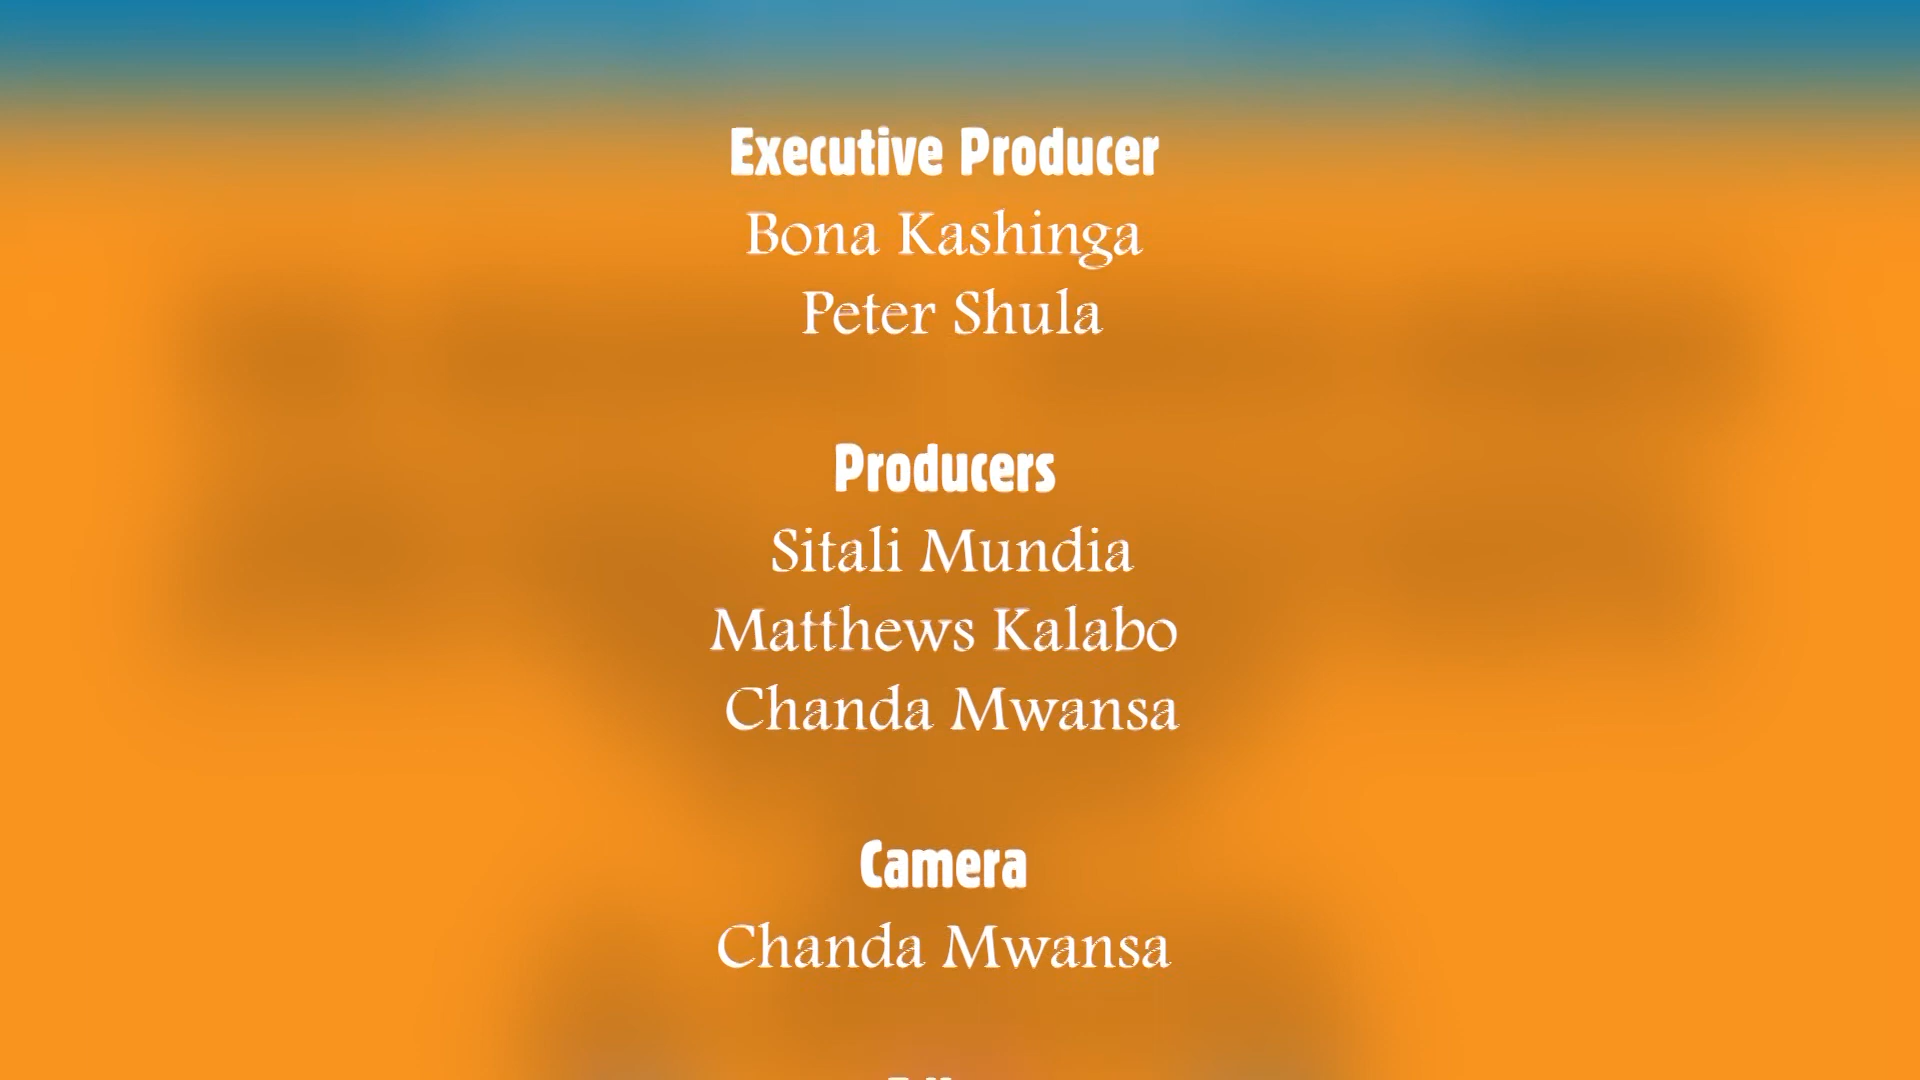 Executive Producer
Bona Kashinga
Peter Shula
Producers
Sitali Mundia
Matthews Kalabo
Chanda Mwansa
Camera
Chanda Mwansa